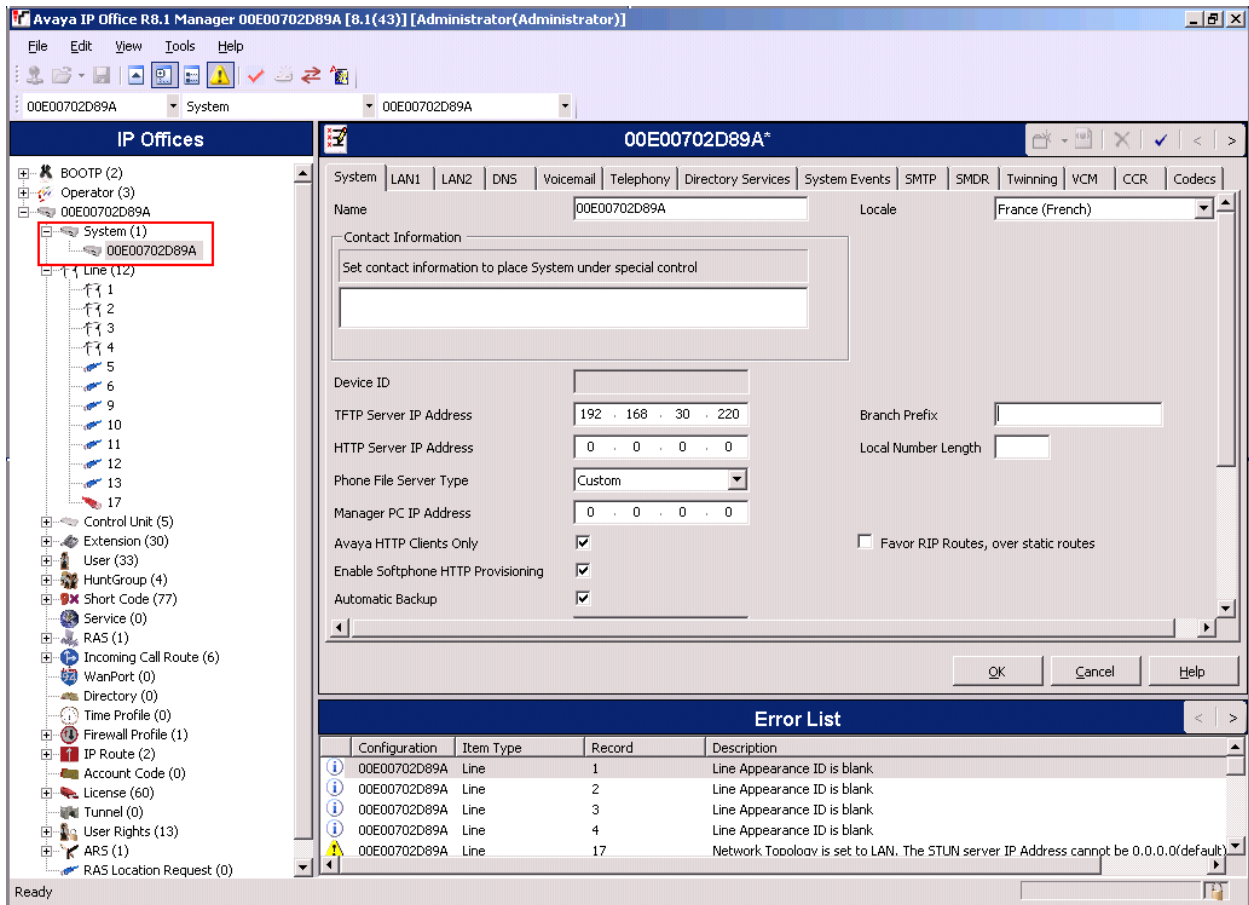 Avaya IP Office R8.1 Manager 00E00702D89A [8.1(43)] [Administrator(Administrator)]
File Edit View Tools Help
00E00702D89A System 00E00702D89A
IP Offices
BOOTP (2)
Operator (3)
00E00702D89A
System (1)
00E00702D89A
Line (12)
1
2
3
4
5
6
9
10
11
12
13
17
Control Unit (5)
Extension (30)
User (33)
HuntGroup (4)
Short Code (77)
Service (0)
RAS (1)
Incoming Call Route (6)
WanPort (0)
Directory (0)
Time Profile (0)
Firewall Profile (1)
IP Route (2)
Account Code (0)
License (60)
Tunnel (0)
User Rights (13)
ARS (1)
RAS Location Request (0)
00E00702D89A*
System LAN1 LAN2 DNS Voicemail Telephony Directory Services System Events SMTP SMDR Twinning VCM CCR Codecs
Name 00E00702D89A Locale France (French)
Contact Information
Set contact information to place System under special control
Device ID
TFTP Server IP Address 192 . 168 . 30 . 220 Branch Prefix
HTTP Server IP Address 0 . 0 . 0 . 0 Local Number Length
Phone File Server Type Custom
Manager PC IP Address 0 . 0 . 0 . 0
Avaya HTTP Clients Only Favor RIP Routes, over static routes
Enable Softphone HTTP Provisioning
Automatic Backup
OK Cancel Help
Error List
Configuration Item Type Record Description
00E00702D89A Line 1 Line Appearance ID is blank
00E00702D89A Line 2 Line Appearance ID is blank
00E00702D89A Line 3 Line Appearance ID is blank
00E00702D89A Line 4 Line Appearance ID is blank
00E00702D89A Line 17 Network Topology is set to LAN. The STUN server IP Address cannot be 0.0.0.0(default)
Ready